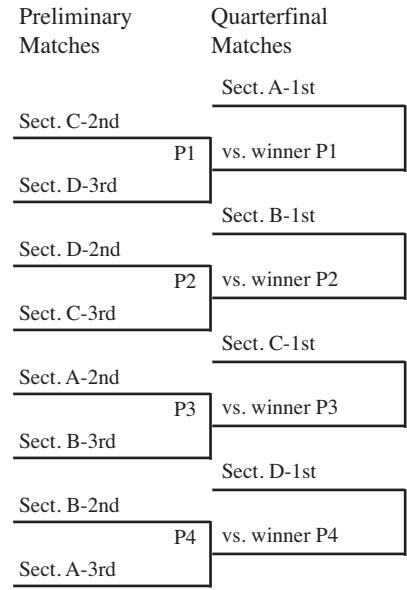 Preliminary Matches
Quarterfinal Matches
Sect. A-1st
Sect. C-2nd
P1
vs. winner P1
Sect. D-3rd
Sect. B-1st
Sect. D-2nd
P2
vs. winner P2
Sect. C-3rd
Sect. C-1st
Sect. A-2nd
P3
vs. winner P3
Sect. B-3rd
Sect. D-1st
Sect. B-2nd
P4
vs. winner P4
Sect. A-3rd